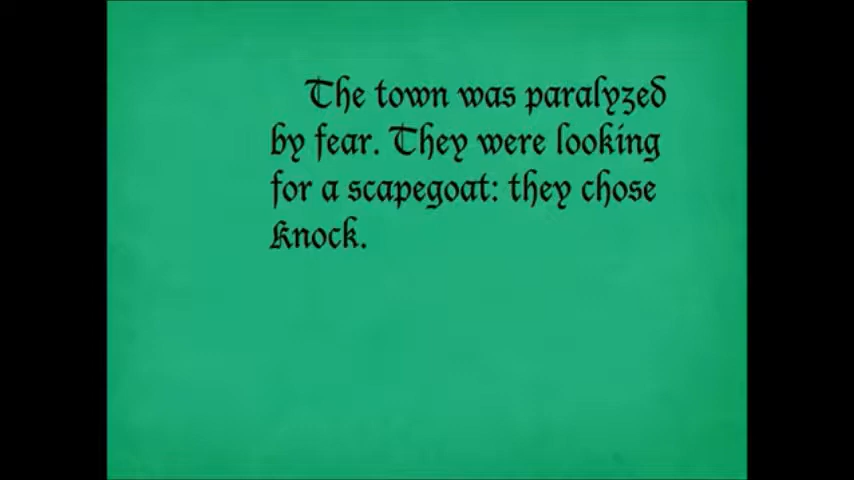 The town was paralyzed
by fear. They were looking
for a scapegoat: they chose
Knock.